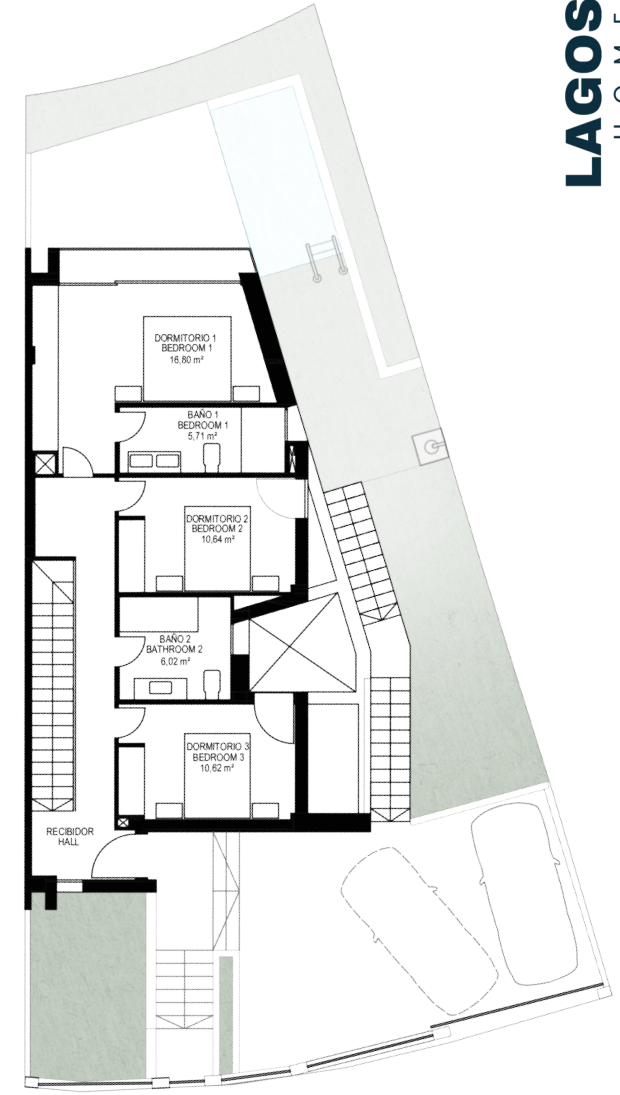 LAGOS
DORMITORIO 1
BEDROOM 1
16,80 m²
BAÑO 1
BEDROOM 1
5,71 m²
DORMITORIO 2
BEDROOM 2
10,64 m²
BAÑO 2
BATHROOM 2
6,02 m²
DORMITORIO 3
BEDROOM 3
10,62 m²
RECIBIDOR
HALL